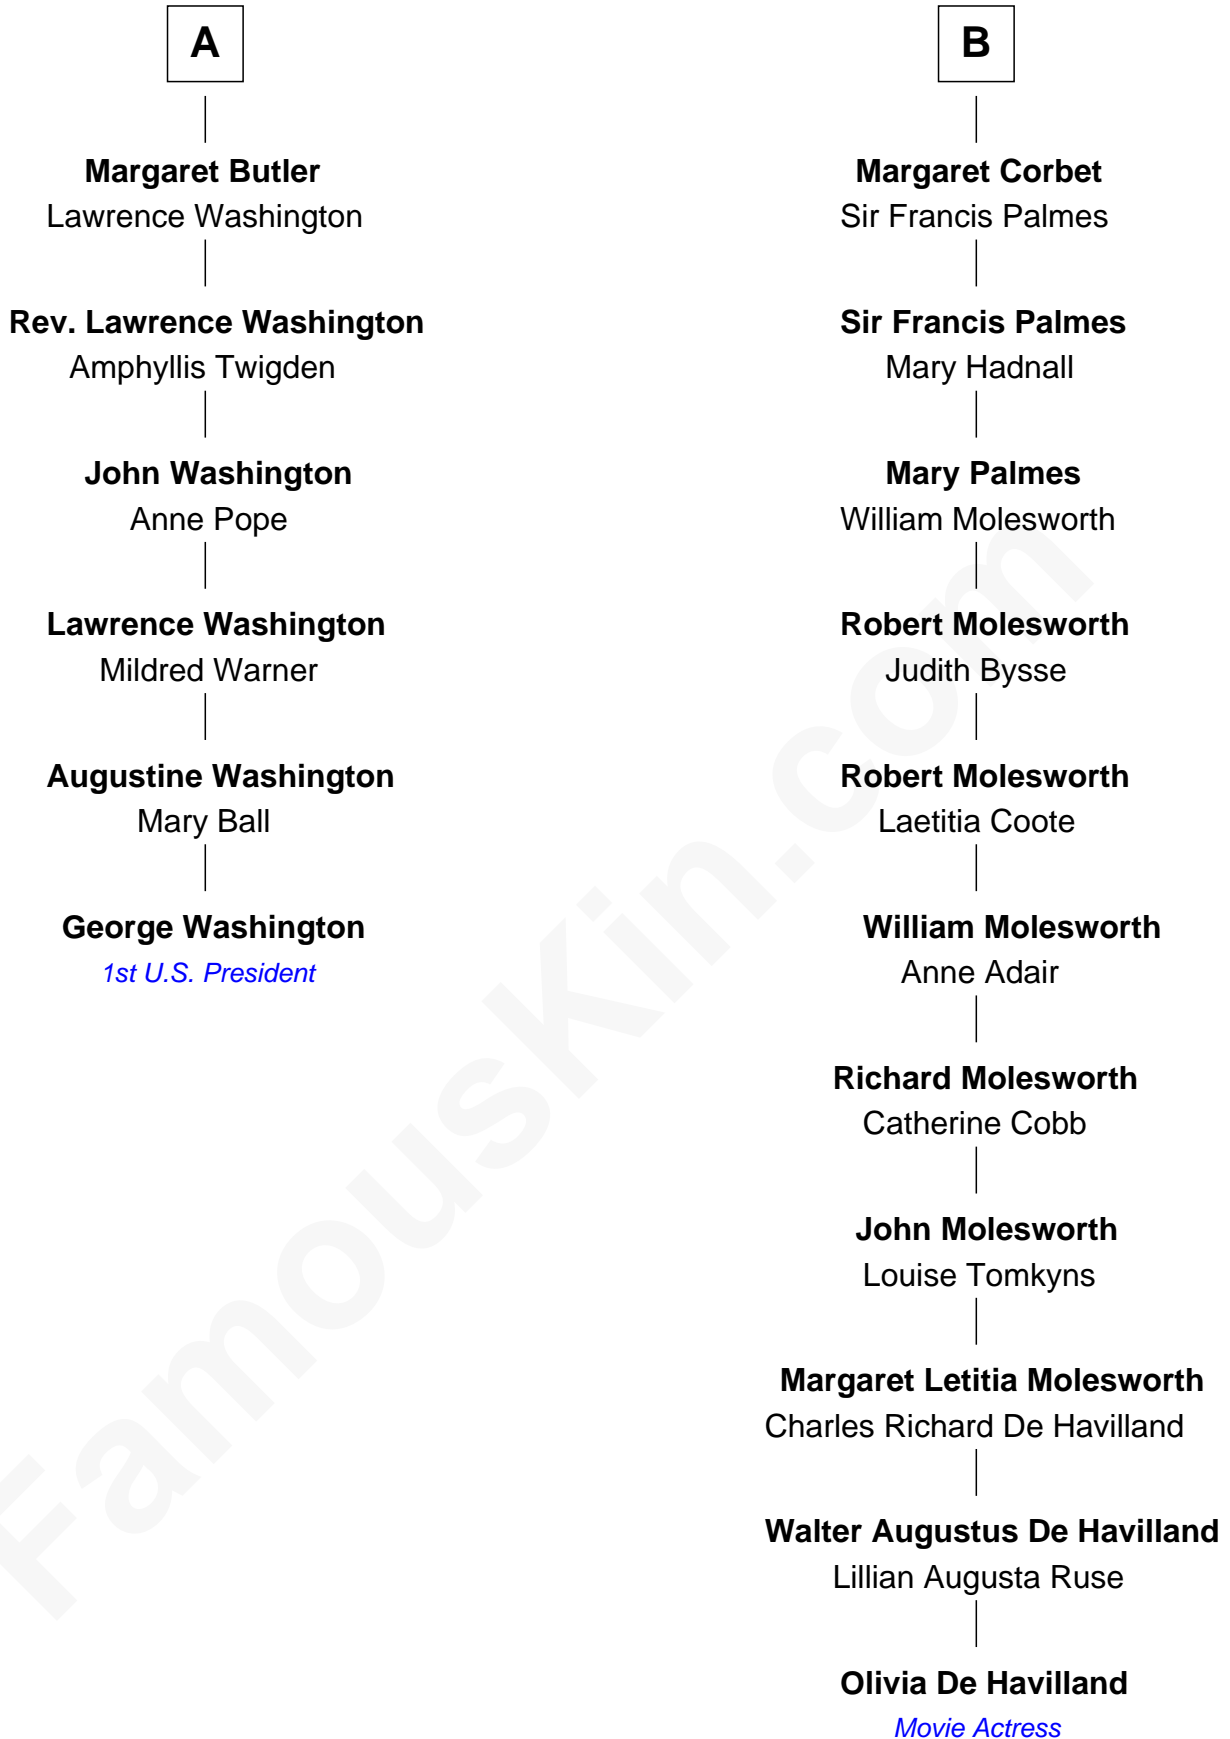 A
Margaret Butler
Lawrence Washington
Rev. Lawrence Washington
Amphyllis Twigden
John Washington
Anne Pope
Lawrence Washington
Mildred Warner
Augustine Washington
Mary Ball
George Washington
1st U.S. President
B
Margaret Corbet
Sir Francis Palmes
Sir Francis Palmes
Mary Hadnall
Mary Palmes
William Molesworth
Robert Molesworth
Judith Bysse
Robert Molesworth
Laetitia Coote
William Molesworth
Anne Adair
Richard Molesworth
Catherine Cobb
John Molesworth
Louise Tomkyns
Margaret Letitia Molesworth
Charles Richard De Havilland
Walter Augustus De Havilland
Lillian Augusta Ruse
Olivia De Havilland
Movie Actress
FamousKin.com